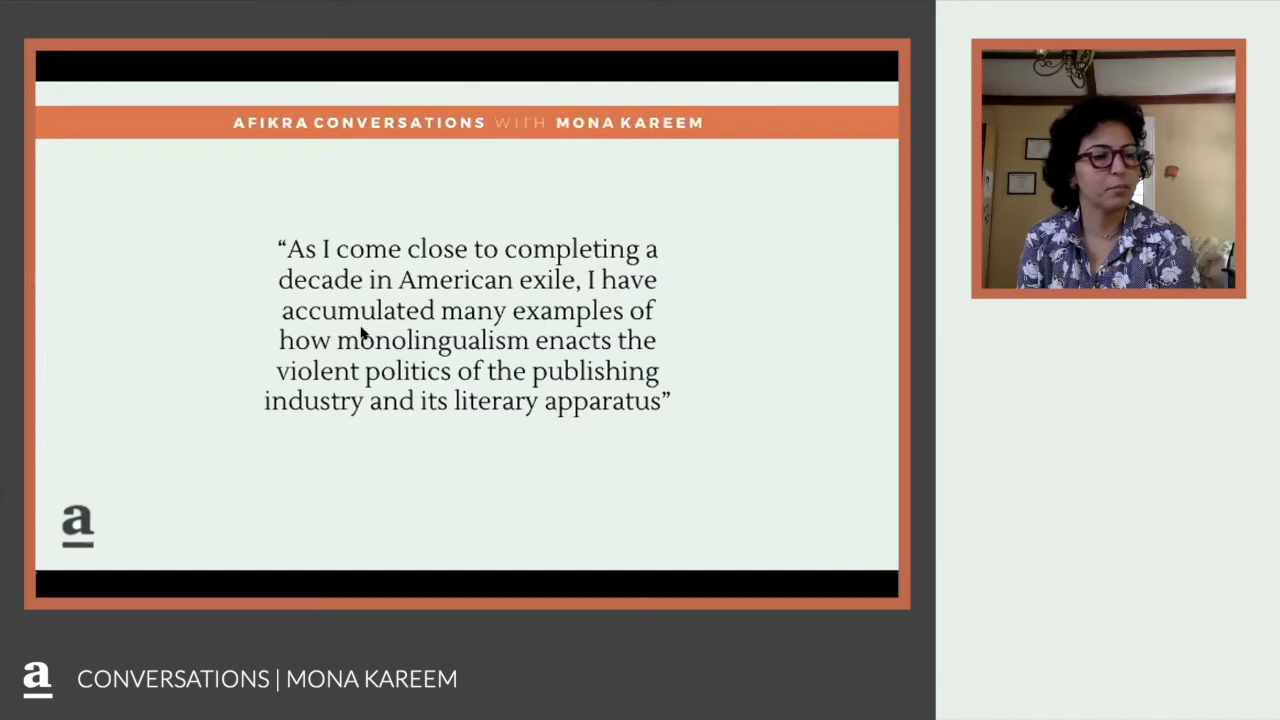 AFIKRA CONVERSATIONS WITH MONA KAREEM
“As I come close to completing a
decade in American exile, I have
accumulated many examples of
how monolingualism enacts the
violent politics of the publishing
industry and its literary apparatus”
a
a CONVERSATIONS | MONA KAREEM